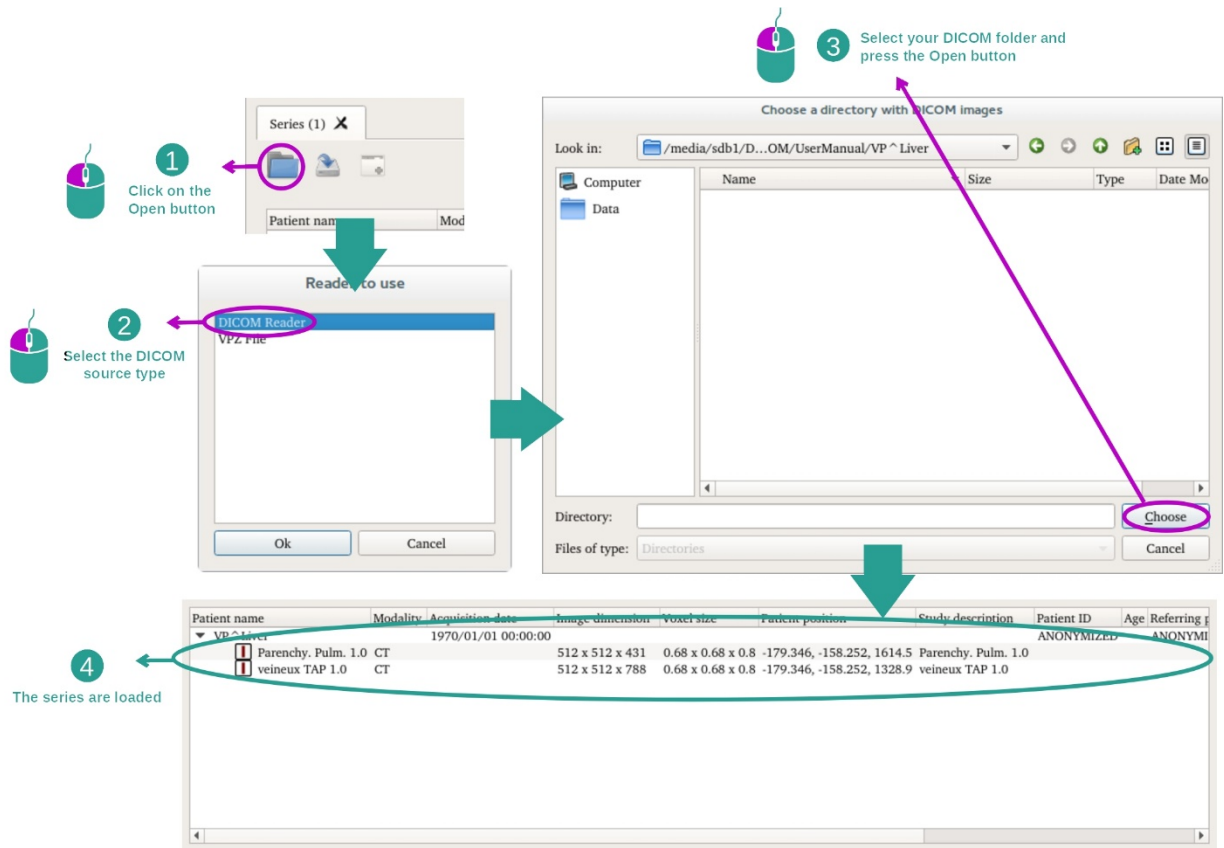 3
Select your DICOM folder and
press the Open button
Series (1)
1
Click on the
Open button
Patient nam
Mod
Choose a directory with DICOM images
Look in: /media/sdb1/D...OM/UserManual/VP^Liver
Computer
Data
Name Size Type Date Mo
Directory:
Choose
Files of type: Directories
Cancel
Reader to use
2
Select the DICOM
source type
DICOM Reader
VPZ File
Ok Cancel
Patient name Modality Acquisition date Image dimension Voxel size Patient position Study description Patient ID Age Referring p
VP^Liver 1970/01/01 00:00:00 ANONYMIZED ANONYMI
Parenchy. Pulm. 1.0 CT 512 x 512 x 431 0.68 x 0.68 x 0.8 -179.346, -158.252, 1614.5 Parenchy. Pulm. 1.0
veineux TAP 1.0 CT 512 x 512 x 788 0.68 x 0.68 x 0.8 -179.346, -158.252, 1328.9 veineux TAP 1.0
4
The series are loaded